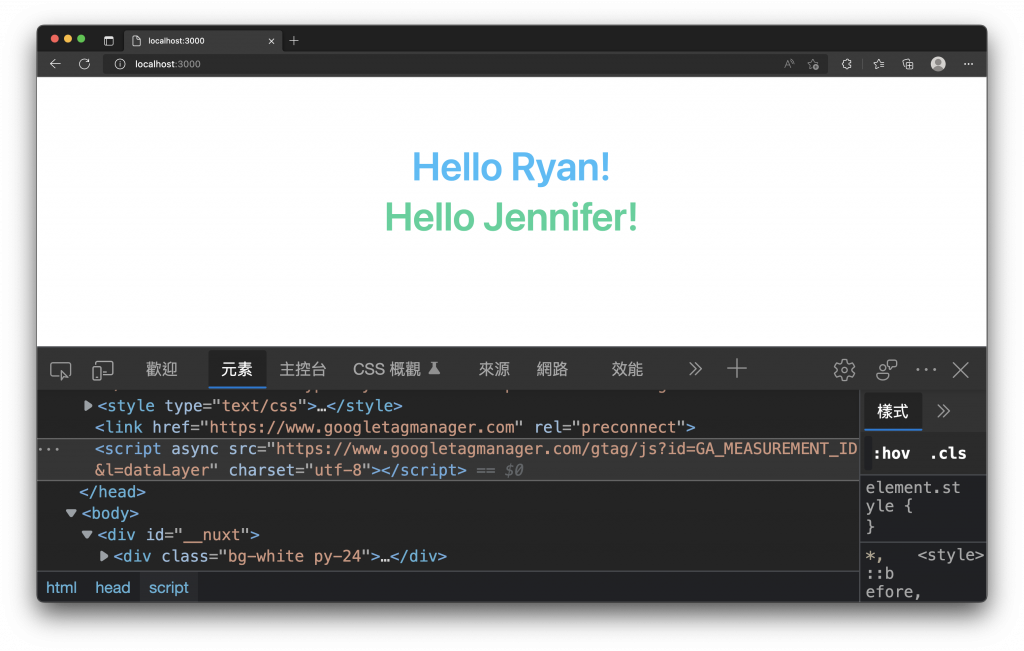 localhost:3000
localhost:3000
Hello Ryan!
Hello Jennifer!
歡迎 元素 主控台 CSS 概觀 來源 網路 效能
<style type="text/css">…</style>
<link href="https://www.googletagmanager.com" rel="preconnect">
<script async src="https://www.googletagmanager.com/gtag/js?id=GA_MEASUREMENT_ID
&l=dataLayer" charset="utf-8"></script> == $0
</head>
<body>
<div id="__nuxt">
<div class="bg-white py-24">…</div>
html head script
樣式
:hov .cls
element.st
yle {
}
*, <style>
::b
efore,